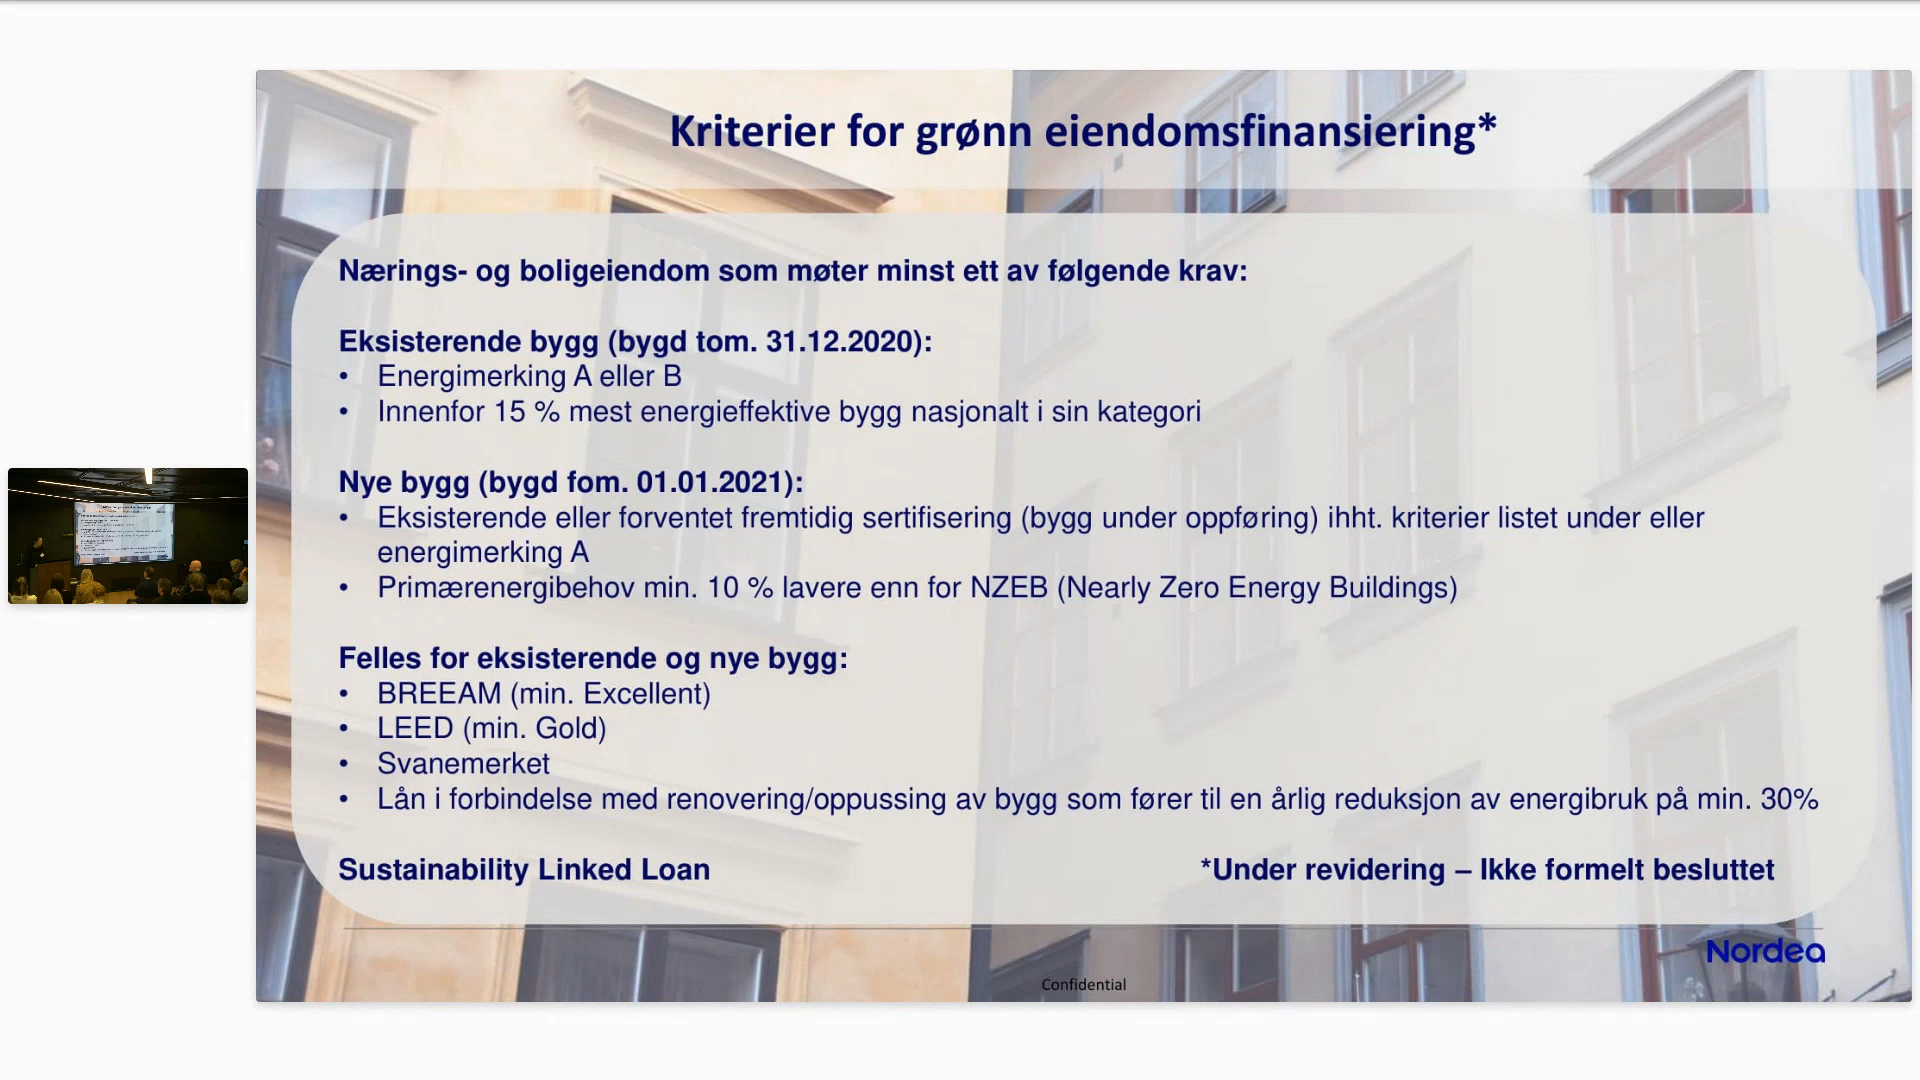 Kriterier for grønn eiendomsfinansiering*
Nærings- og boligeiendom som møter minst ett av følgende krav:
Eksisterende bygg (bygd tom. 31.12.2020):
• Energimerking A eller B
• Innenfor 15 % mest energieffektive bygg nasjonalt i sin kategori
Nye bygg (bygd fom. 01.01.2021):
• Eksisterende eller forventet fremtidig sertifisering (bygg under oppføring) ihht. kriterier listet under eller
energimerking A
• Primærenergibehov min. 10 % lavere enn for NZEB (Nearly Zero Energy Buildings)
Felles for eksisterende og nye bygg:
• BREEAM (min. Excellent)
• LEED (min. Gold)
• Svanemerket
• Lån i forbindelse med renovering/oppussing av bygg som fører til en årlig reduksjon av energibruk på min. 30%
Sustainability Linked Loan
*Under revidering – Ikke formelt besluttet
Nordea
Confidential